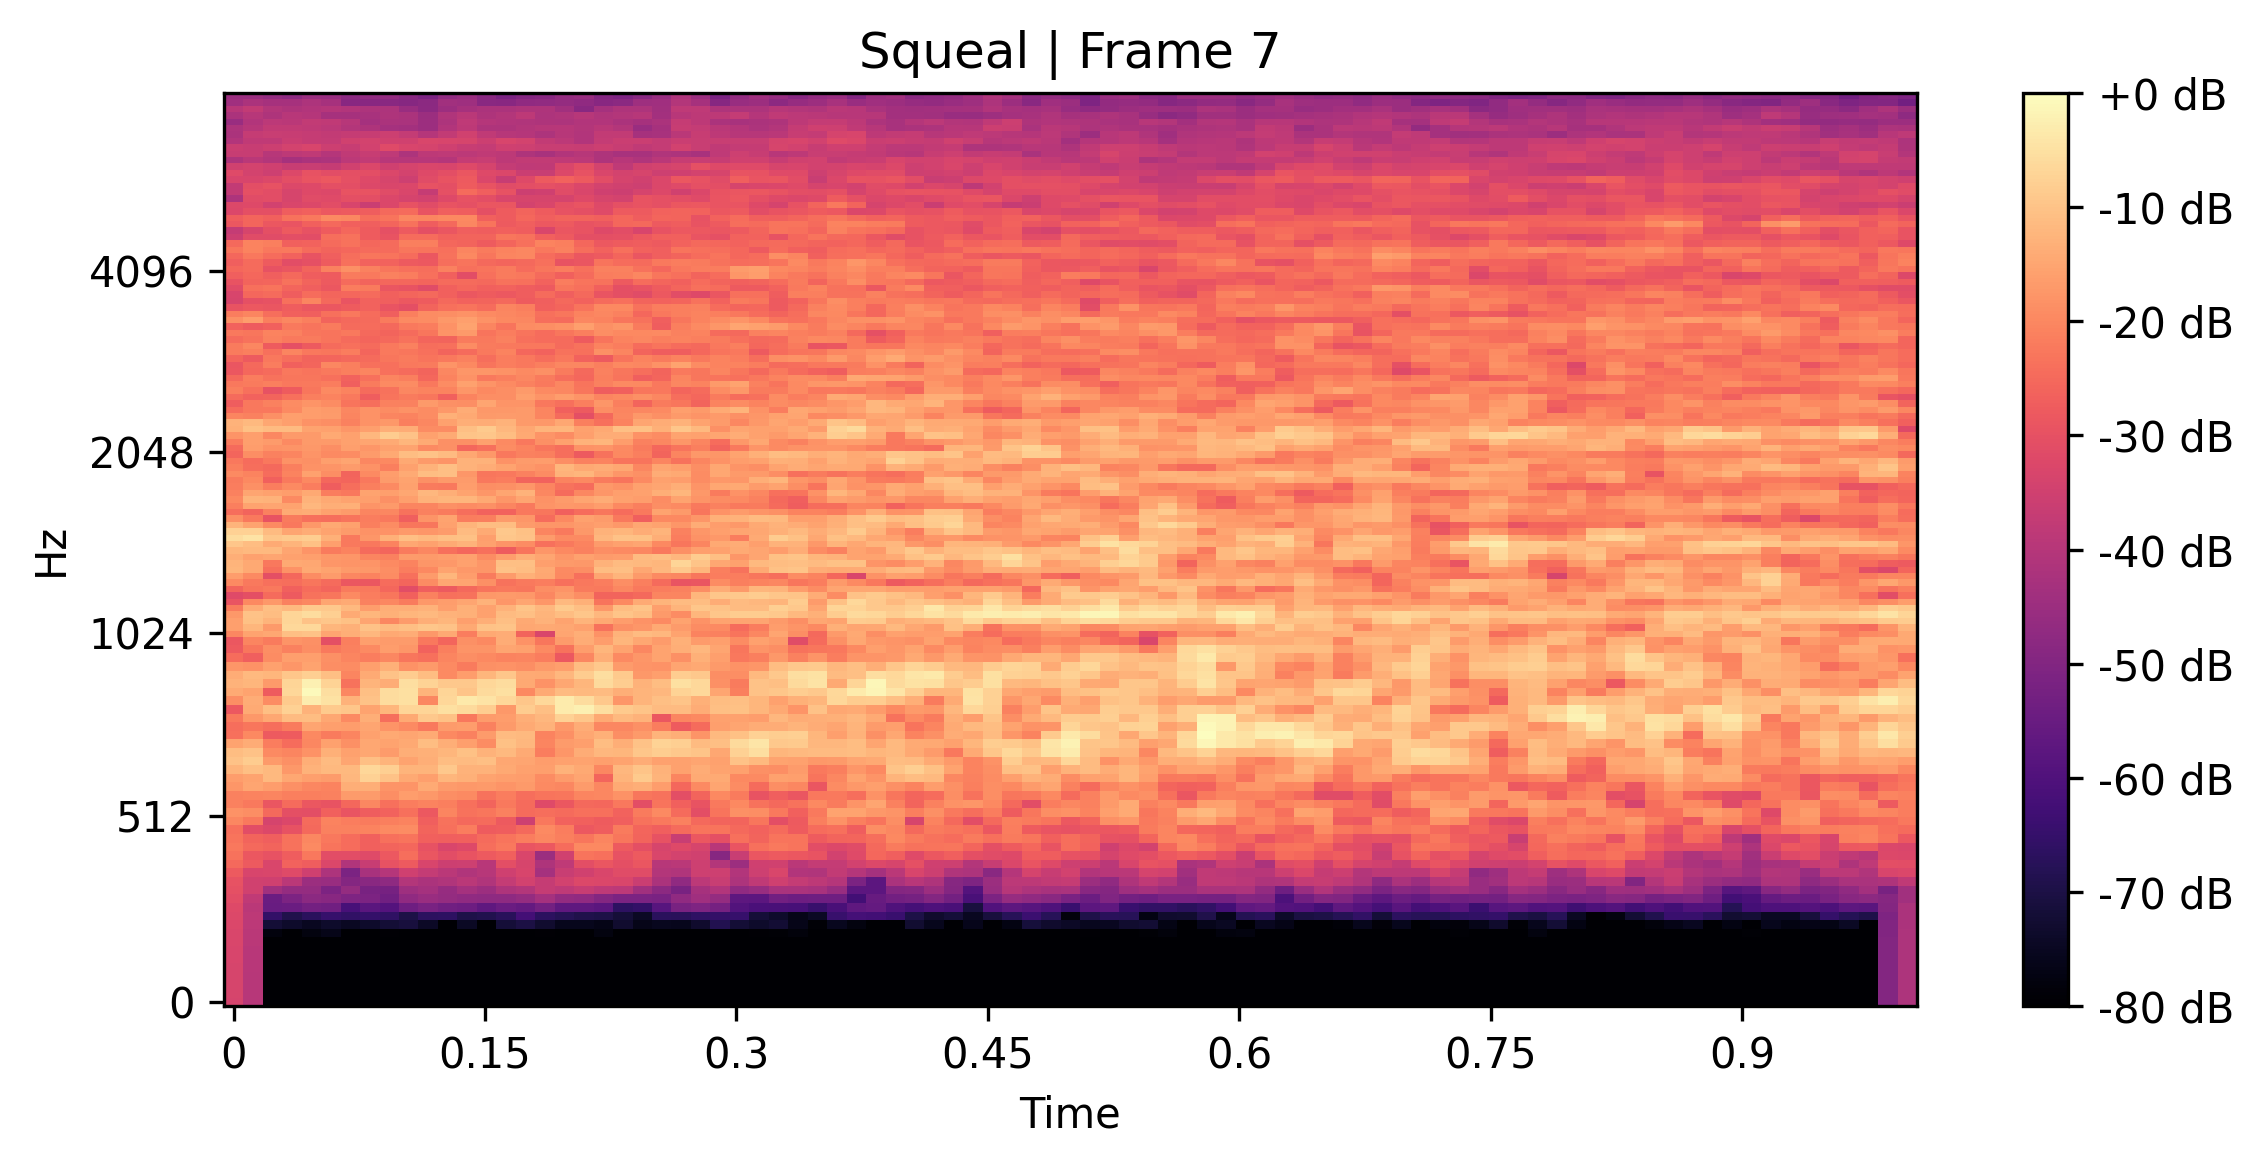 Squeal | Frame 7
+0 dB
-10 dB
-20 dB
-30 dB
-40 dB
-50 dB
-60 dB
-70 dB
-80 dB
Hz
4096
2048
1024
512
0
0 0.15 0.3 0.45 0.6 0.75 0.9
Time